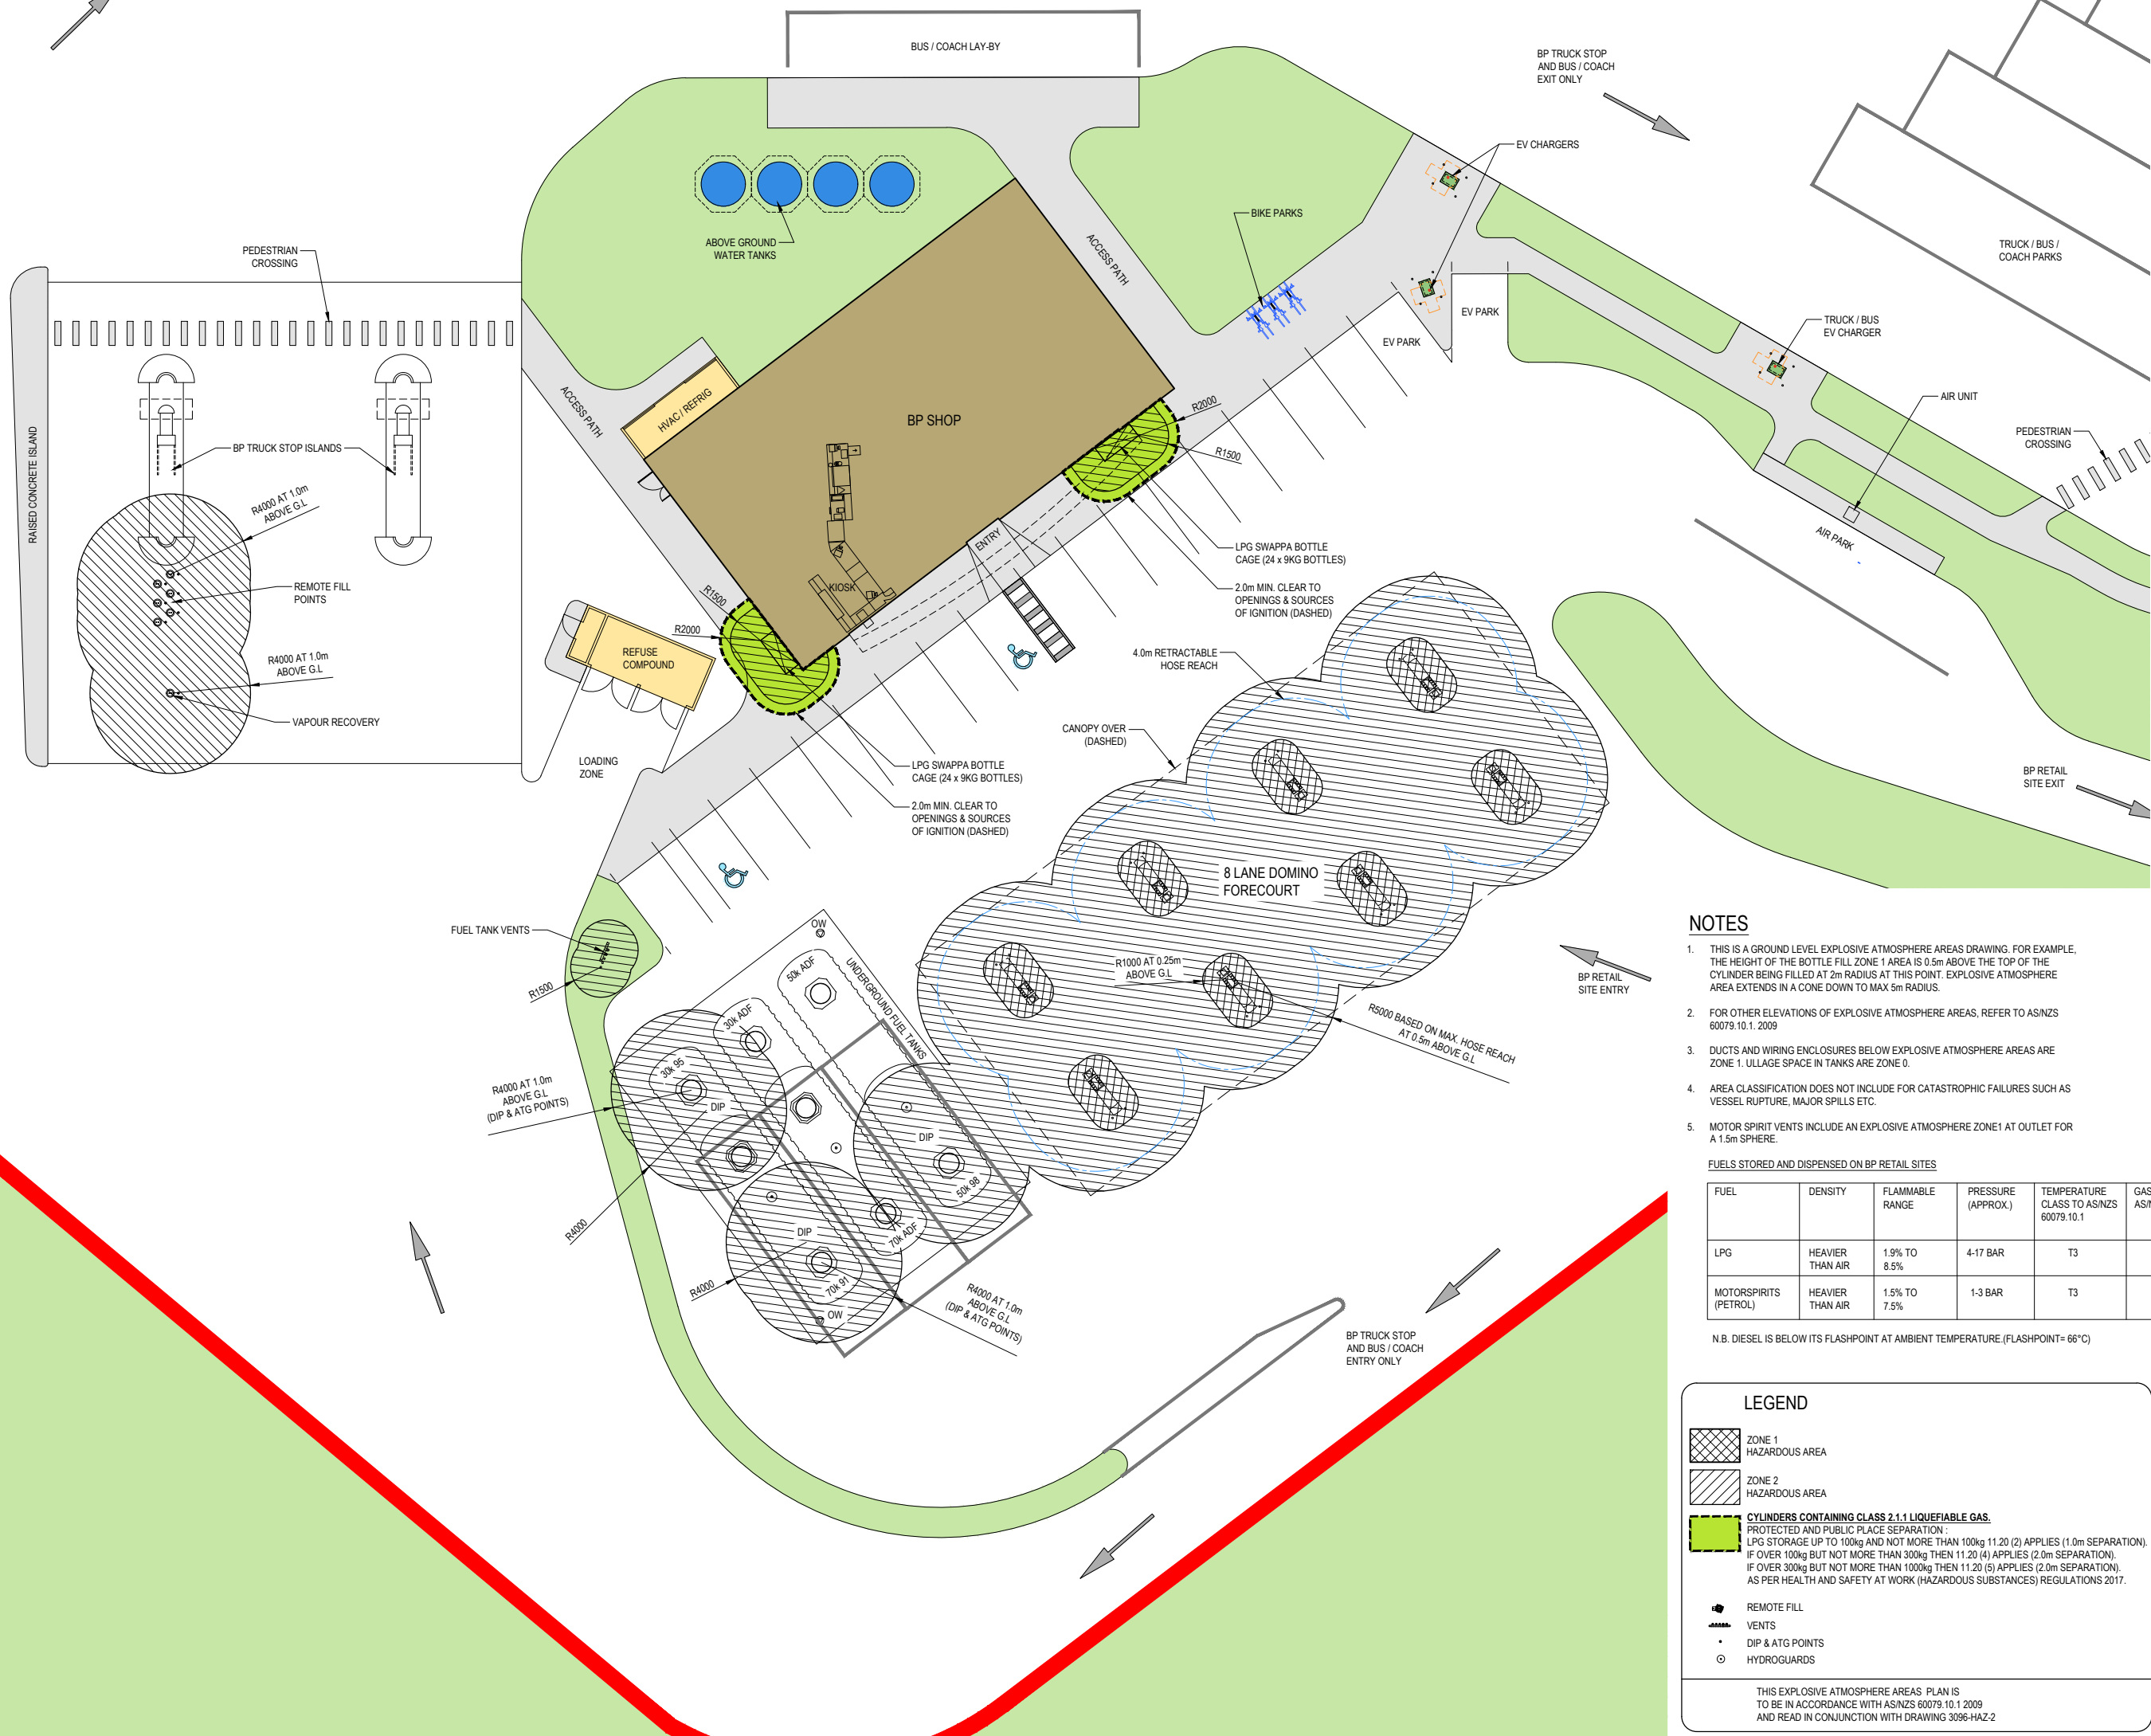 BUS / COACH LAY-BY
BP TRUCK STOP
AND BUS / COACH
EXIT ONLY
EV CHARGERS
BIKE PARKS
ABOVE GROUND
WATER TANKS
PEDESTRIAN
CROSSING
ACCESS PATH
TRUCK / BUS /
COACH PARKS
EV PARK
EV PARK
TRUCK / BUS
EV CHARGER
AIR UNIT
PEDESTRIAN
CROSSING
AIR PARK
ACCESS PATH
HVAC / REFRIG
BP SHOP
R2000
R1500
RAISED CONCRETE ISLAND
BP TRUCK STOP ISLANDS
R4000 AT 1.0m
ABOVE G.L
REMOTE FILL
POINTS
R4000 AT 1.0m
ABOVE G.L
VAPOUR RECOVERY
ENTRY
KIOSK
LPG SWAPPA BOTTLE
CAGE (24 x 9KG BOTTLES)
2.0m MIN. CLEAR TO
OPENINGS & SOURCES
OF IGNITION (DASHED)
R1500
R2000
REFUSE
COMPOUND
LOADING
ZONE
4.0m RETRACTABLE
HOSE REACH
CANOPY OVER
(DASHED)
LPG SWAPPA BOTTLE
CAGE (24 x 9KG BOTTLES)
2.0m MIN. CLEAR TO
OPENINGS & SOURCES
OF IGNITION (DASHED)
BP RETAIL
SITE EXIT
8 LANE DOMINO
FORECOURT
FUEL TANK VENTS
R1500
OW
50k ADF
UNDERGROUND FUEL TANKS
30k ADF
30k 95
DIP
R1000 AT 0.25m
ABOVE G.L
R5000 BASED ON MAX. HOSE REACH
AT 0.5m ABOVE G.L
BP RETAIL
SITE ENTRY
R4000 AT 1.0m
ABOVE G.L
(DIP & ATG POINTS)
DIP
50k 98
R4000
DIP
70k ADF
R4000
70k 91
OW
R4000 AT 1.0m
ABOVE G.L
(DIP & ATG POINTS)
BP TRUCK STOP
AND BUS / COACH
ENTRY ONLY
NOTES
1. THIS IS A GROUND LEVEL EXPLOSIVE ATMOSPHERE AREAS DRAWING. FOR EXAMPLE,
THE HEIGHT OF THE BOTTLE FILL ZONE 1 AREA IS 0.5m ABOVE THE TOP OF THE
CYLINDER BEING FILLED AT 2m RADIUS AT THIS POINT. EXPLOSIVE ATMOSPHERE
AREA EXTENDS IN A CONE DOWN TO MAX 5m RADIUS.
2. FOR OTHER ELEVATIONS OF EXPLOSIVE ATMOSPHERE AREAS, REFER TO AS/NZS
60079.10.1. 2009
3. DUCTS AND WIRING ENCLOSURES BELOW EXPLOSIVE ATMOSPHERE AREAS ARE
ZONE 1. ULLAGE SPACE IN TANKS ARE ZONE 0.
4. AREA CLASSIFICATION DOES NOT INCLUDE FOR CATASTROPHIC FAILURES SUCH AS
VESSEL RUPTURE, MAJOR SPILLS ETC.
5. MOTOR SPIRIT VENTS INCLUDE AN EXPLOSIVE ATMOSPHERE ZONE1 AT OUTLET FOR
A 1.5m SPHERE.
FUELS STORED AND DISPENSED ON BP RETAIL SITES
FUEL DENSITY FLAMMABLE PRESSURE TEMPERATURE GAS
RANGE (APPROX.) CLASS TO AS/NZS AS/N
60079.10.1
LPG HEAVIER 1.9% TO 4-17 BAR T3
THAN AIR 8.5%
MOTORSPIRITS HEAVIER 1.5% TO 1-3 BAR T3
(PETROL) THAN AIR 7.5%
N.B. DIESEL IS BELOW ITS FLASHPOINT AT AMBIENT TEMPERATURE.(FLASHPOINT= 66°C)
LEGEND
ZONE 1
HAZARDOUS AREA
ZONE 2
HAZARDOUS AREA
CYLINDERS CONTAINING CLASS 2.1.1 LIQUEFIABLE GAS.
PROTECTED AND PUBLIC PLACE SEPARATION :
LPG STORAGE UP TO 100kg AND NOT MORE THAN 100kg 11.20 (2) APPLIES (1.0m SEPARATION).
IF OVER 100kg BUT NOT MORE THAN 300kg THEN 11.20 (4) APPLIES (2.0m SEPARATION).
IF OVER 300kg BUT NOT MORE THAN 1000kg THEN 11.20 (5) APPLIES (2.0m SEPARATION).
AS PER HEALTH AND SAFETY AT WORK (HAZARDOUS SUBSTANCES) REGULATIONS 2017.
REMOTE FILL
VENTS
DIP & ATG POINTS
HYDROGUARDS
THIS EXPLOSIVE ATMOSPHERE AREAS PLAN IS
TO BE IN ACCORDANCE WITH AS/NZS 60079.10.1 2009
AND READ IN CONJUNCTION WITH DRAWING 3096-HAZ-2